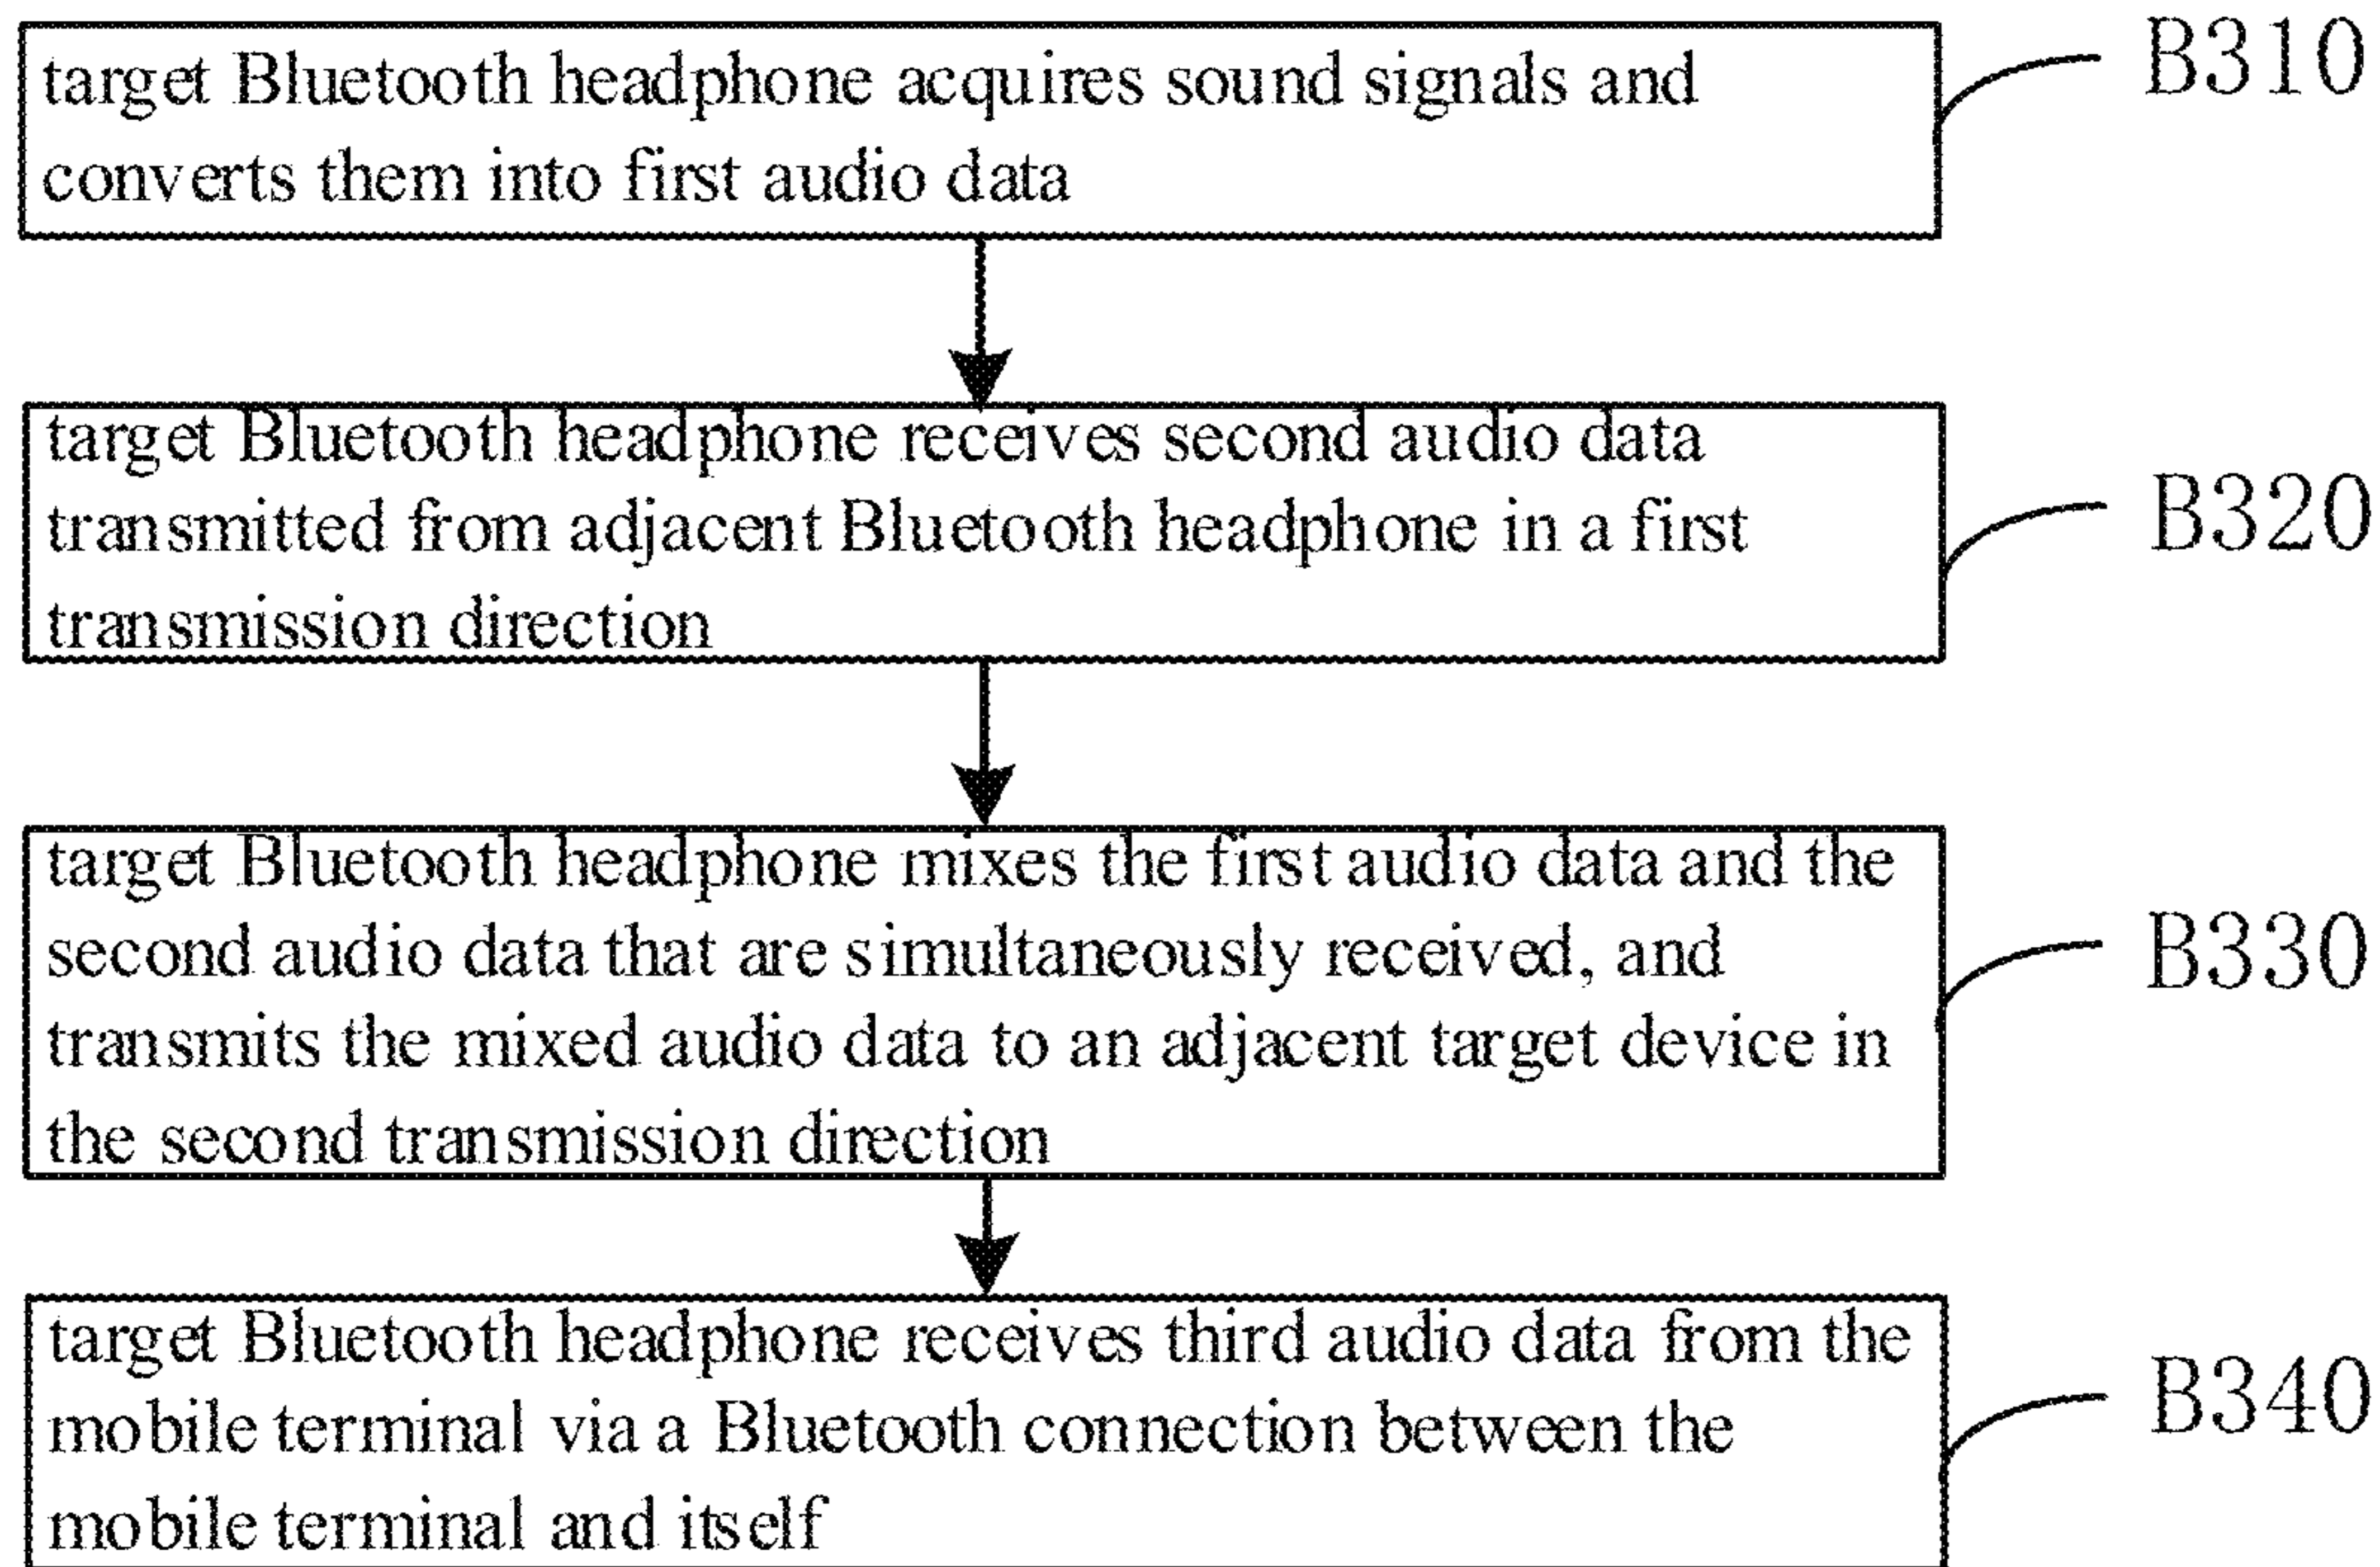 target Bluetooth headphone acquires sound signals and
converts them into first audio data
B310
target Bluetooth headphone receives second audio data
transmitted from adjacent Bluetooth headphone in a first
transmission direction
B320
target Bluetooth headphone mixes the first audio data and the
second audio data that are simultaneously received, and
transmits the mixed audio data to an adjacent target device in
the second transmission direction
B330
target Bluetooth headphone receives third audio data from the
mobile terminal via a Bluetooth connection between the
mobile terminal and itself
B340